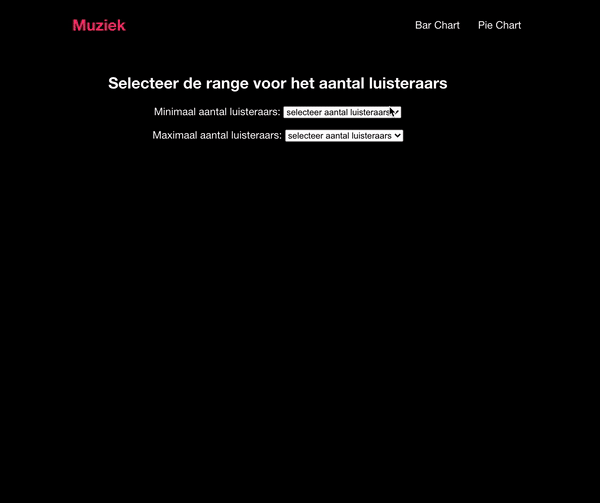 Muziek Bar Chart Pie Chart
Selecteer de range voor het aantal luisteraars
Minimaal aantal luisteraars: selecteer aantal luisteraars
Maximaal aantal luisteraars: selecteer aantal luisteraars